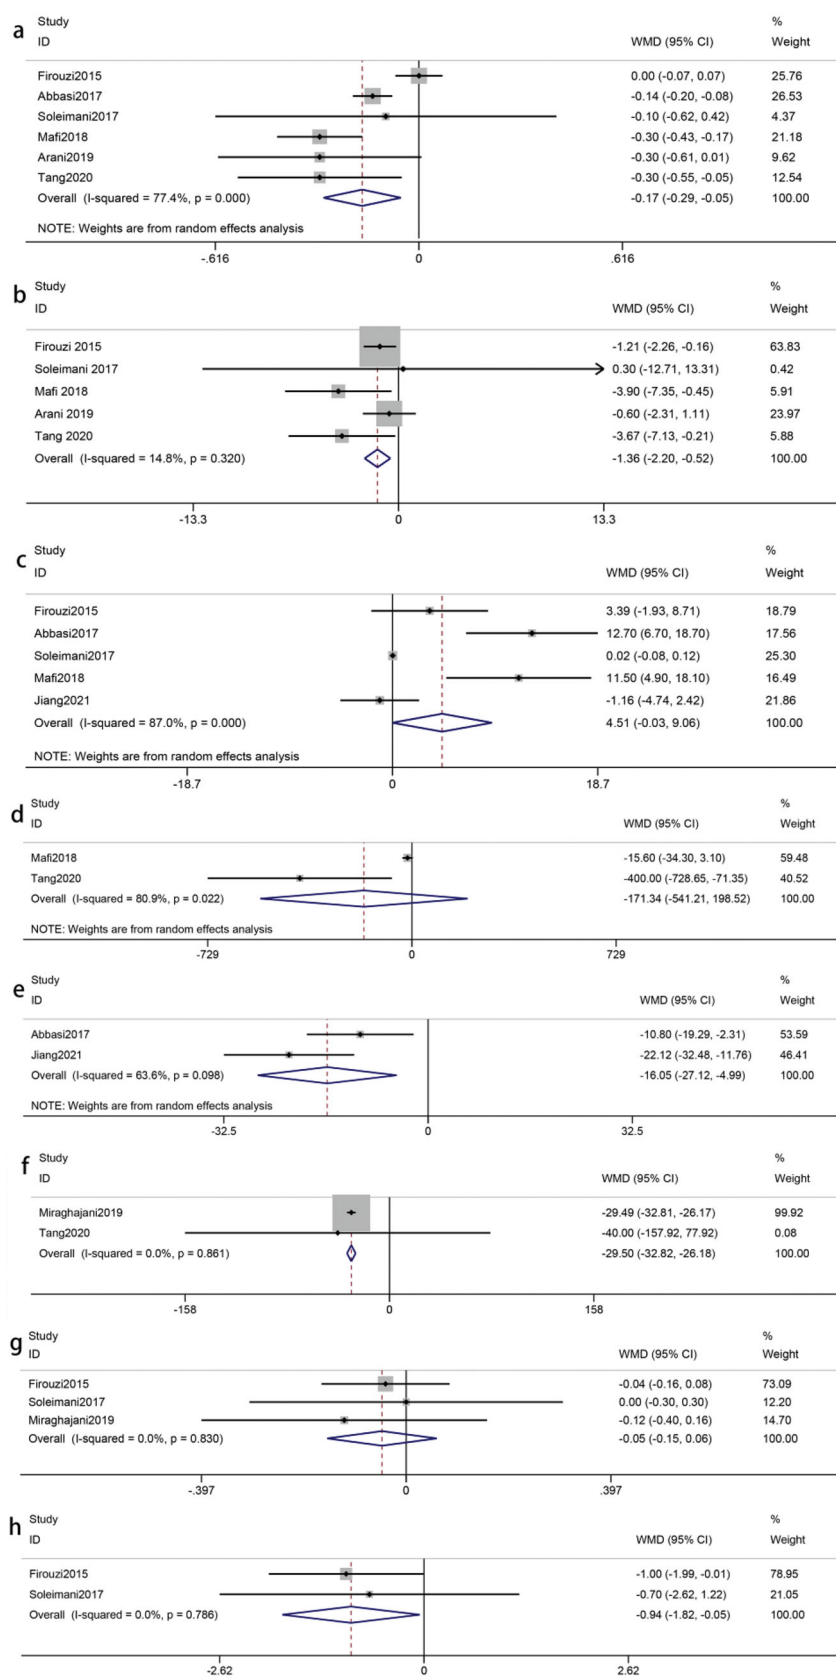 a
Study
ID WMD (95% CI) % Weight
Firouzi2015 0.00 (-0.07, 0.07) 25.76
Abbasi2017 -0.14 (-0.20, -0.08) 26.53
Soleimani2017 -0.10 (-0.62, 0.42) 4.37
Mafi2018 -0.30 (-0.43, -0.17) 21.18
Arani2019 -0.30 (-0.61, 0.01) 9.62
Tang2020 -0.30 (-0.55, -0.05) 12.54
Overall (I-squared = 77.4%, p = 0.000) -0.17 (-0.29, -0.05) 100.00
NOTE: Weights are from random effects analysis
-.616 0 .616
b
Study %
ID WMD (95% CI) Weight
Firouzi 2015 -1.21 (-2.26, -0.16) 63.83
Soleimani 2017 0.30 (-12.71, 13.31) 0.42
Mafi 2018 -3.90 (-7.35, -0.45) 5.91
Arani 2019 -0.60 (-2.31, 1.11) 23.97
Tang 2020 -3.67 (-7.13, -0.21) 5.88
Overall (I-squared = 14.8%, p = 0.320) -1.36 (-2.20, -0.52) 100.00
-13.3 0 13.3
c
Study %
ID WMD (95% CI) Weight
Firouzi2015 3.39 (-1.93, 8.71) 18.79
Abbasi2017 12.70 (6.70, 18.70) 17.56
Soleimani2017 0.02 (-0.08, 0.12) 25.30
Mafi2018 11.50 (4.90, 18.10) 16.49
Jiang2021 -1.16 (-4.74, 2.42) 21.86
Overall (I-squared = 87.0%, p = 0.000) 4.51 (-0.03, 9.06) 100.00
NOTE: Weights are from random effects analysis
-18.7 0 18.7
d
Study %
ID WMD (95% CI) Weight
Mafi2018 -15.60 (-34.30, 3.10) 59.48
Tang2020 -400.00 (-728.65, -71.35) 40.52
Overall (I-squared = 80.9%, p = 0.022) -171.34 (-541.21, 198.52) 100.00
NOTE: Weights are from random effects analysis
-729 0 729
e
Study %
ID WMD (95% CI) Weight
Abbasi2017 -10.80 (-19.29, -2.31) 53.59
Jiang2021 -22.12 (-32.48, -11.76) 46.41
Overall (I-squared = 63.6%, p = 0.098) -16.05 (-27.12, -4.99) 100.00
NOTE: Weights are from random effects analysis
-32.5 0 32.5
f
Study %
ID WMD (95% CI) Weight
Miraghajani2019 -29.49 (-32.81, -26.17) 99.92
Tang2020 -40.00 (-157.92, 77.92) 0.08
Overall (I-squared = 0.0%, p = 0.861) -29.50 (-32.82, -26.18) 100.00
-158 0 158
g
Study %
ID WMD (95% CI) Weight
Firouzi2015 -0.04 (-0.16, 0.08) 73.09
Soleimani2017 0.00 (-0.30, 0.30) 12.20
Miraghajani2019 -0.12 (-0.40, 0.16) 14.70
Overall (I-squared = 0.0%, p = 0.830) -0.05 (-0.15, 0.06) 100.00
-.397 0 .397
h
Study %
ID WMD (95% CI) Weight
Firouzi2015 -1.00 (-1.99, -0.01) 78.95
Soleimani2017 -0.70 (-2.62, 1.22) 21.05
Overall (I-squared = 0.0%, p = 0.786) -0.94 (-1.82, -0.05) 100.00
-2.62 0 2.62